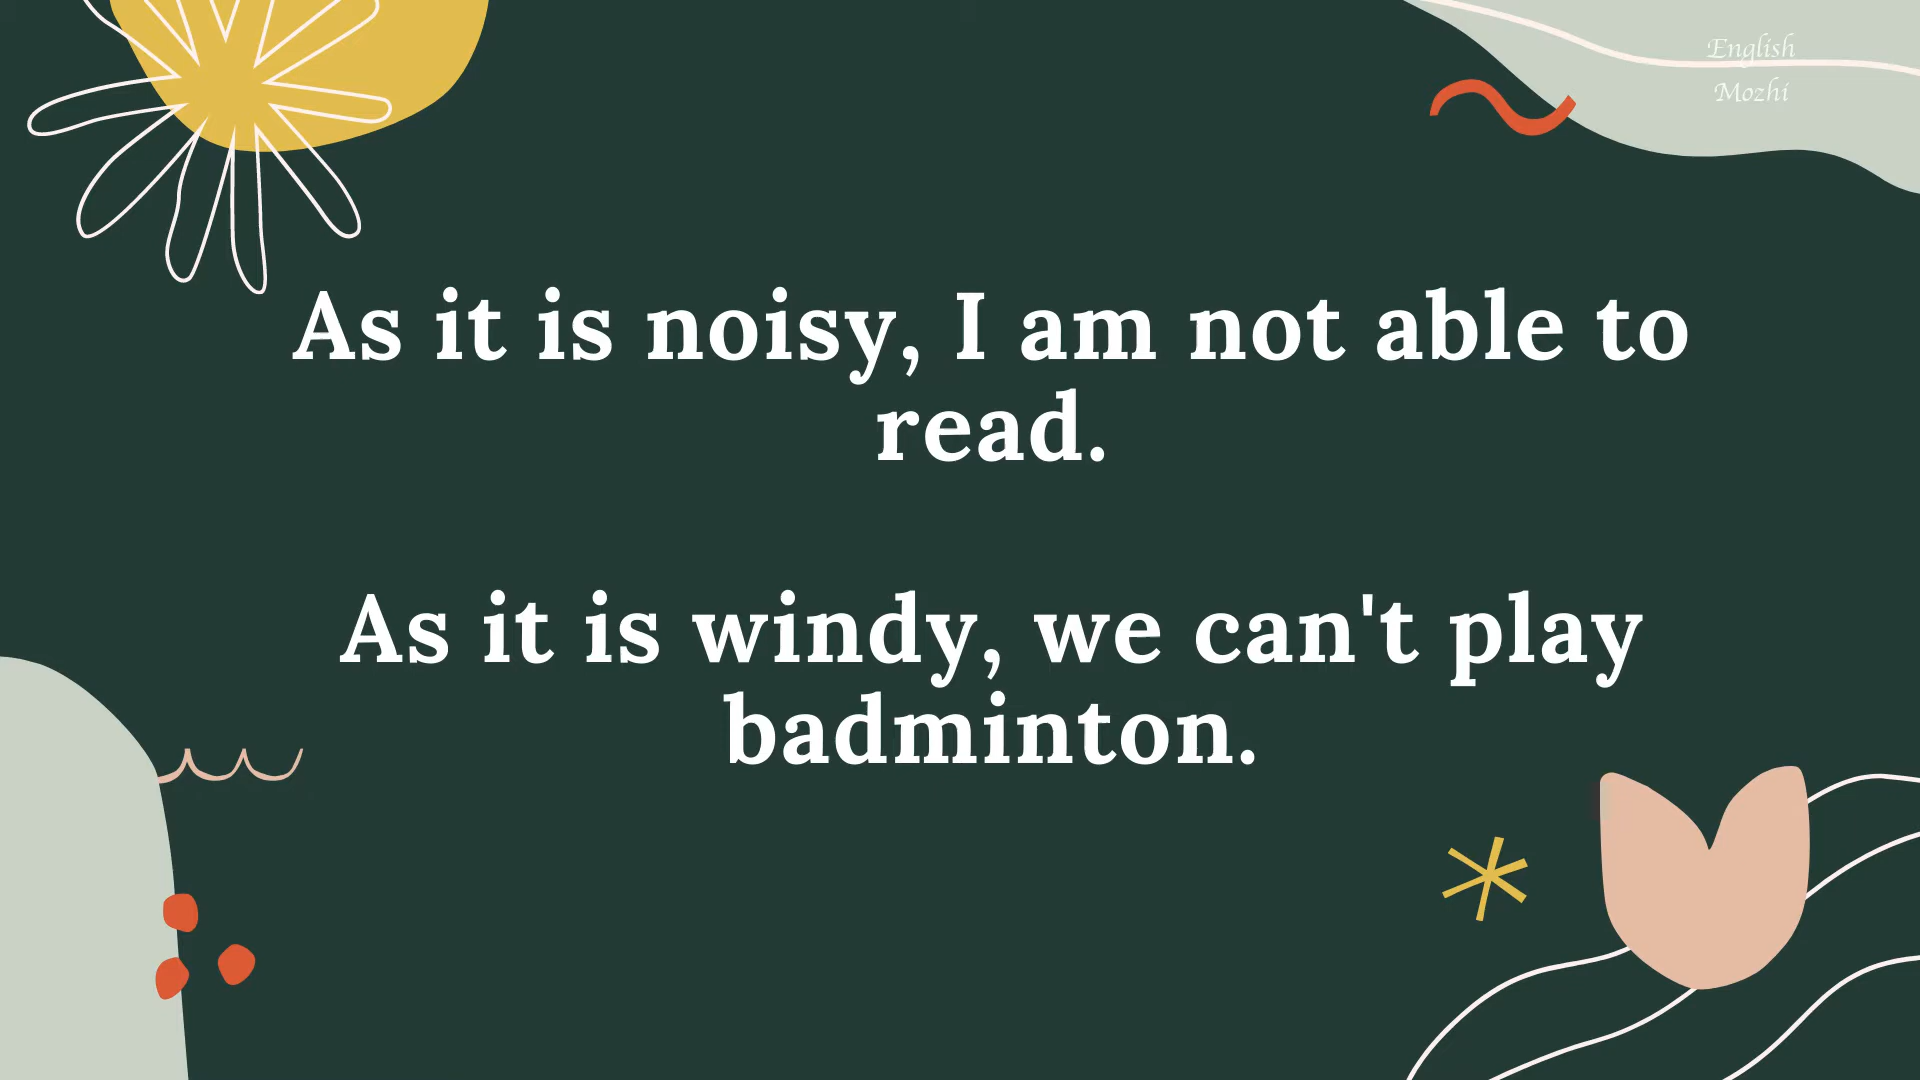 English
Mozhi
As it is noisy, I am not able to
read.
As it is windy, we can't play
badminton.